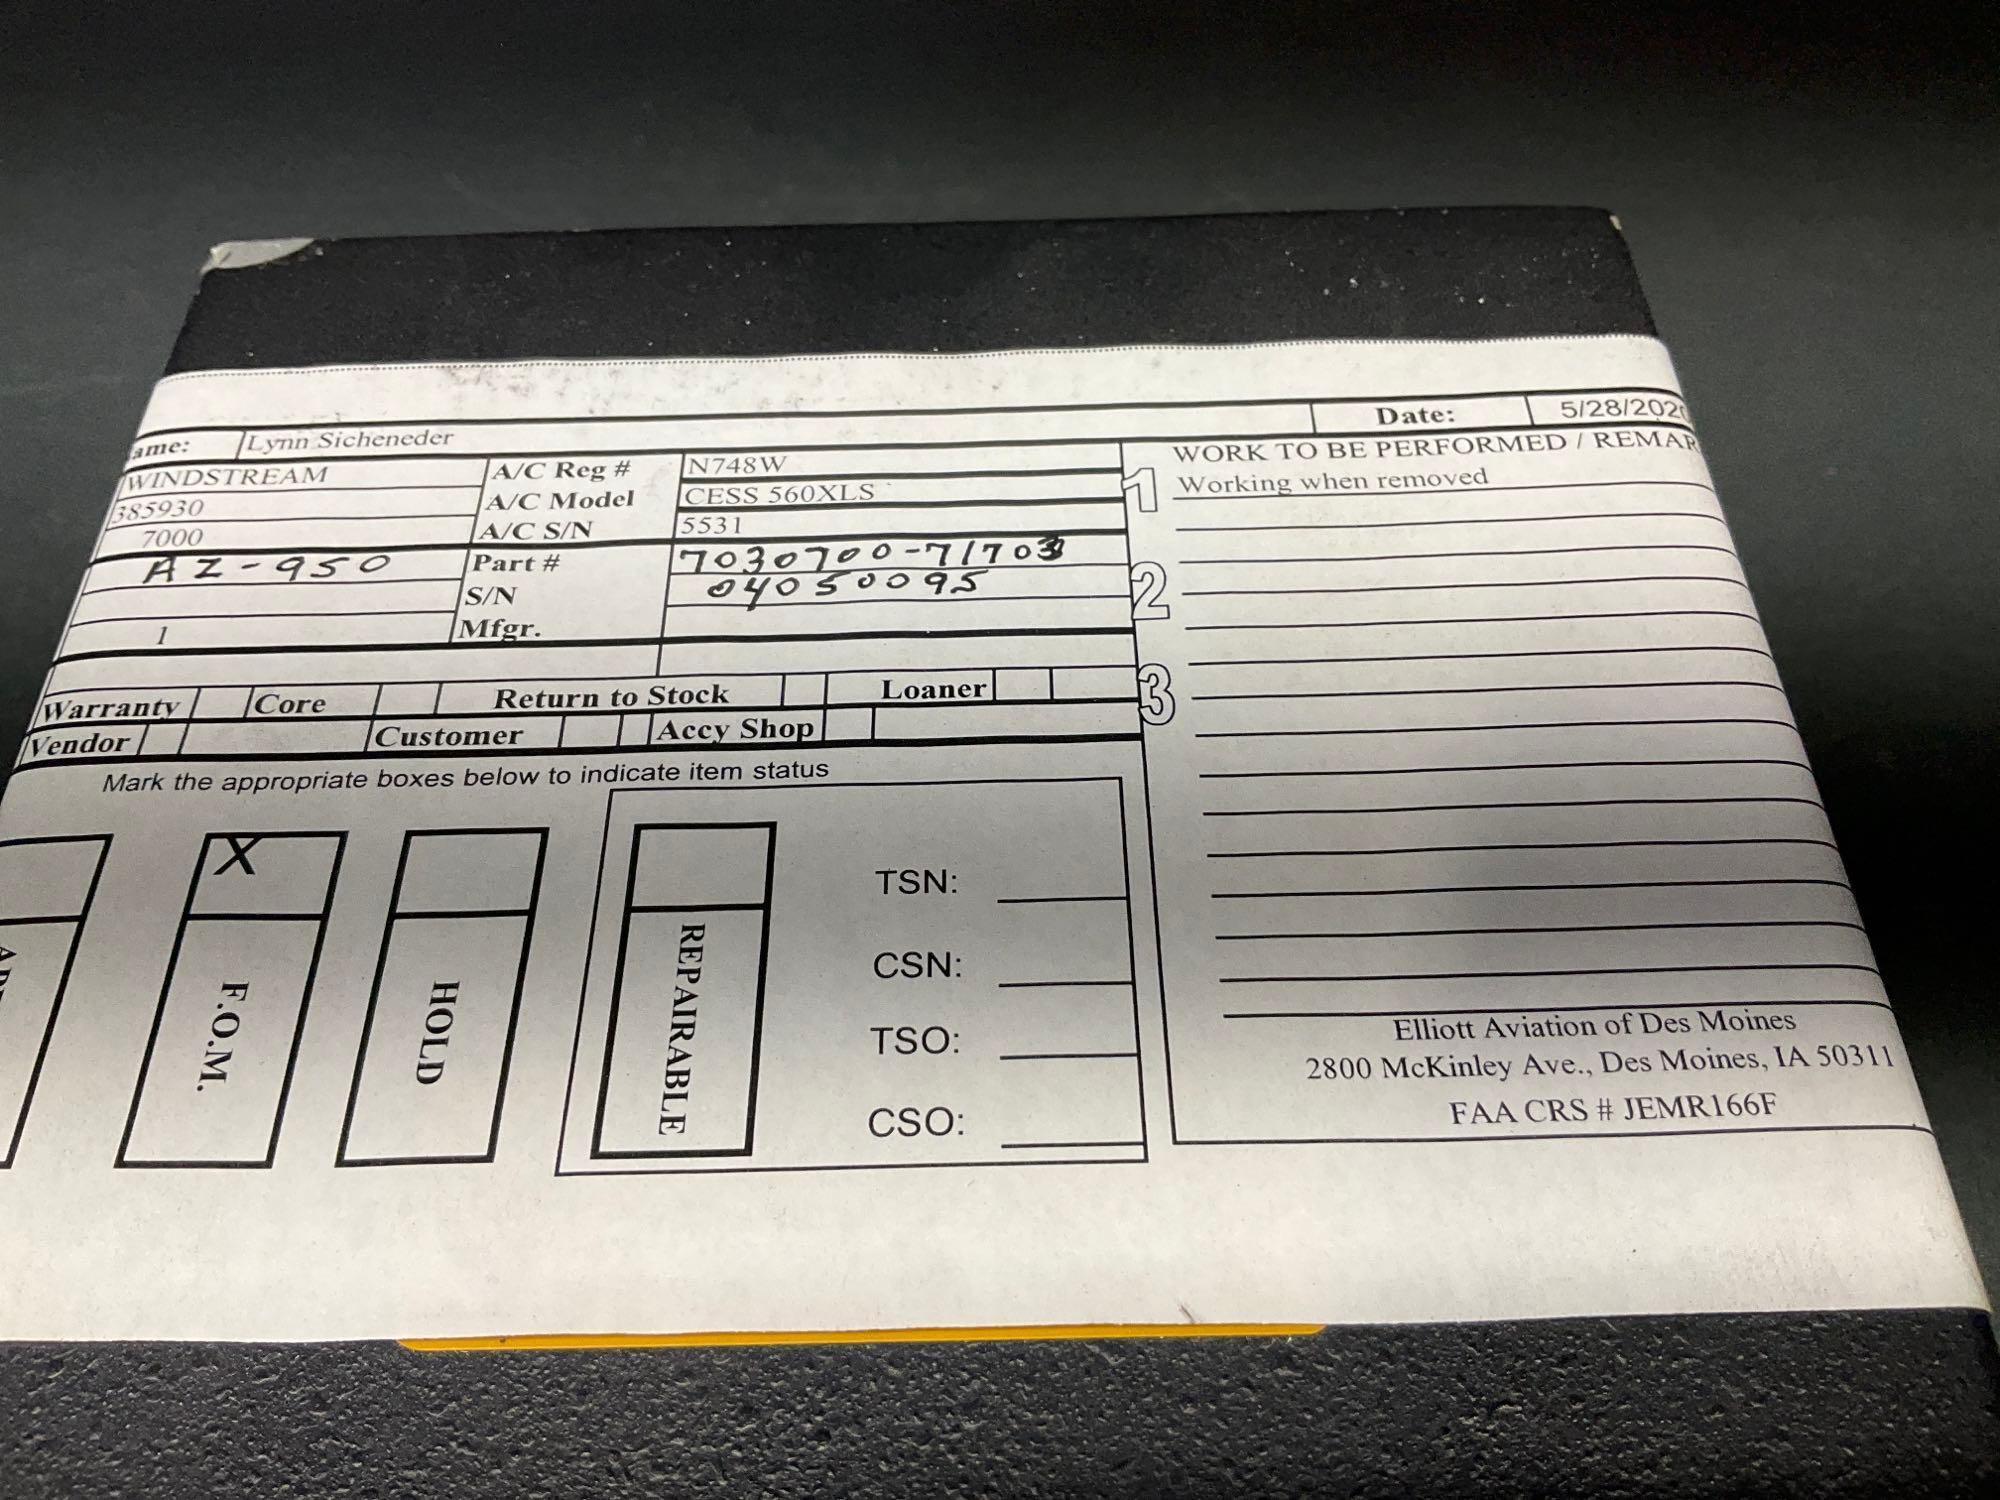 Date: 5/28/202
ame: Lynn Sicheneder
WORK TO BE PERFORMED / REMAR
WINDSTREAM A/C Reg # N748W
1 Working when removed
385930 A/C Model CESS 560XLS
7000 A/C S/N 5531
AZ-950 Part # 7030700-71703
S/N 04050095
2
1 Mfgr.
Warranty Core Return to Stock Loaner
3
Vendor Customer Accy Shop
Mark the appropriate boxes below to indicate item status
X
F.O.M.
HOLD
REPAIRABLE
TSN:
CSN:
TSO:
CSO:
Elliott Aviation of Des Moines
2800 McKinley Ave., Des Moines, IA 50311
FAA CRS # JEMR166F